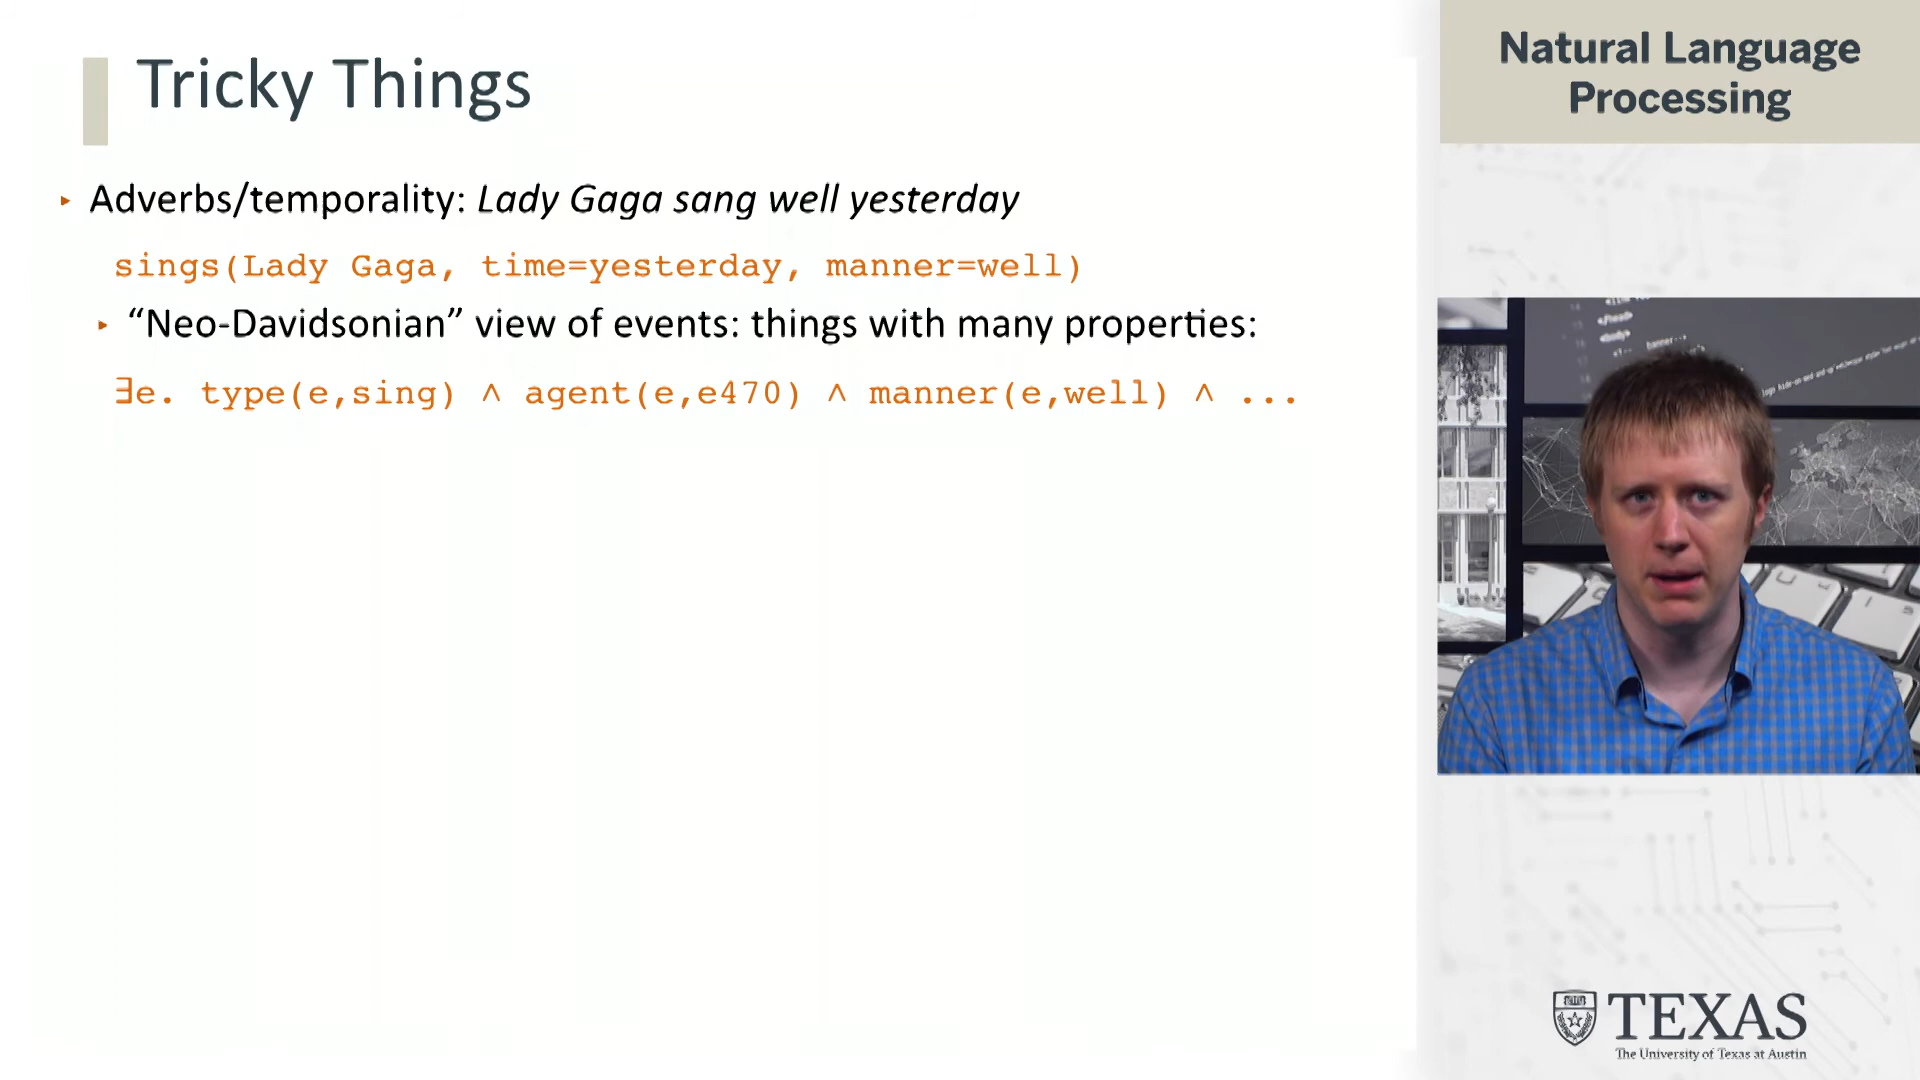 Tricky Things
▸ Adverbs/temporality: Lady Gaga sang well yesterday
sings(Lady Gaga, time=yesterday, manner=well)
▸ “Neo-Davidsonian” view of events: things with many properties:
∃e. type(e,sing) ∧ agent(e,e470) ∧ manner(e,well) ∧ ...
Natural Language
Processing
TEXAS
The University of Texas at Austin